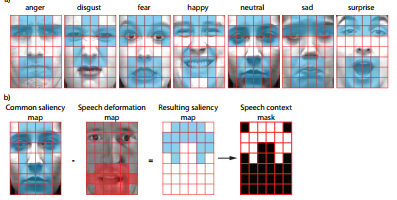 anger disgust fear happy neutral sad surprise
b)
Common saliency map Speech deformation map Resulting saliency map Speech context mask
- =